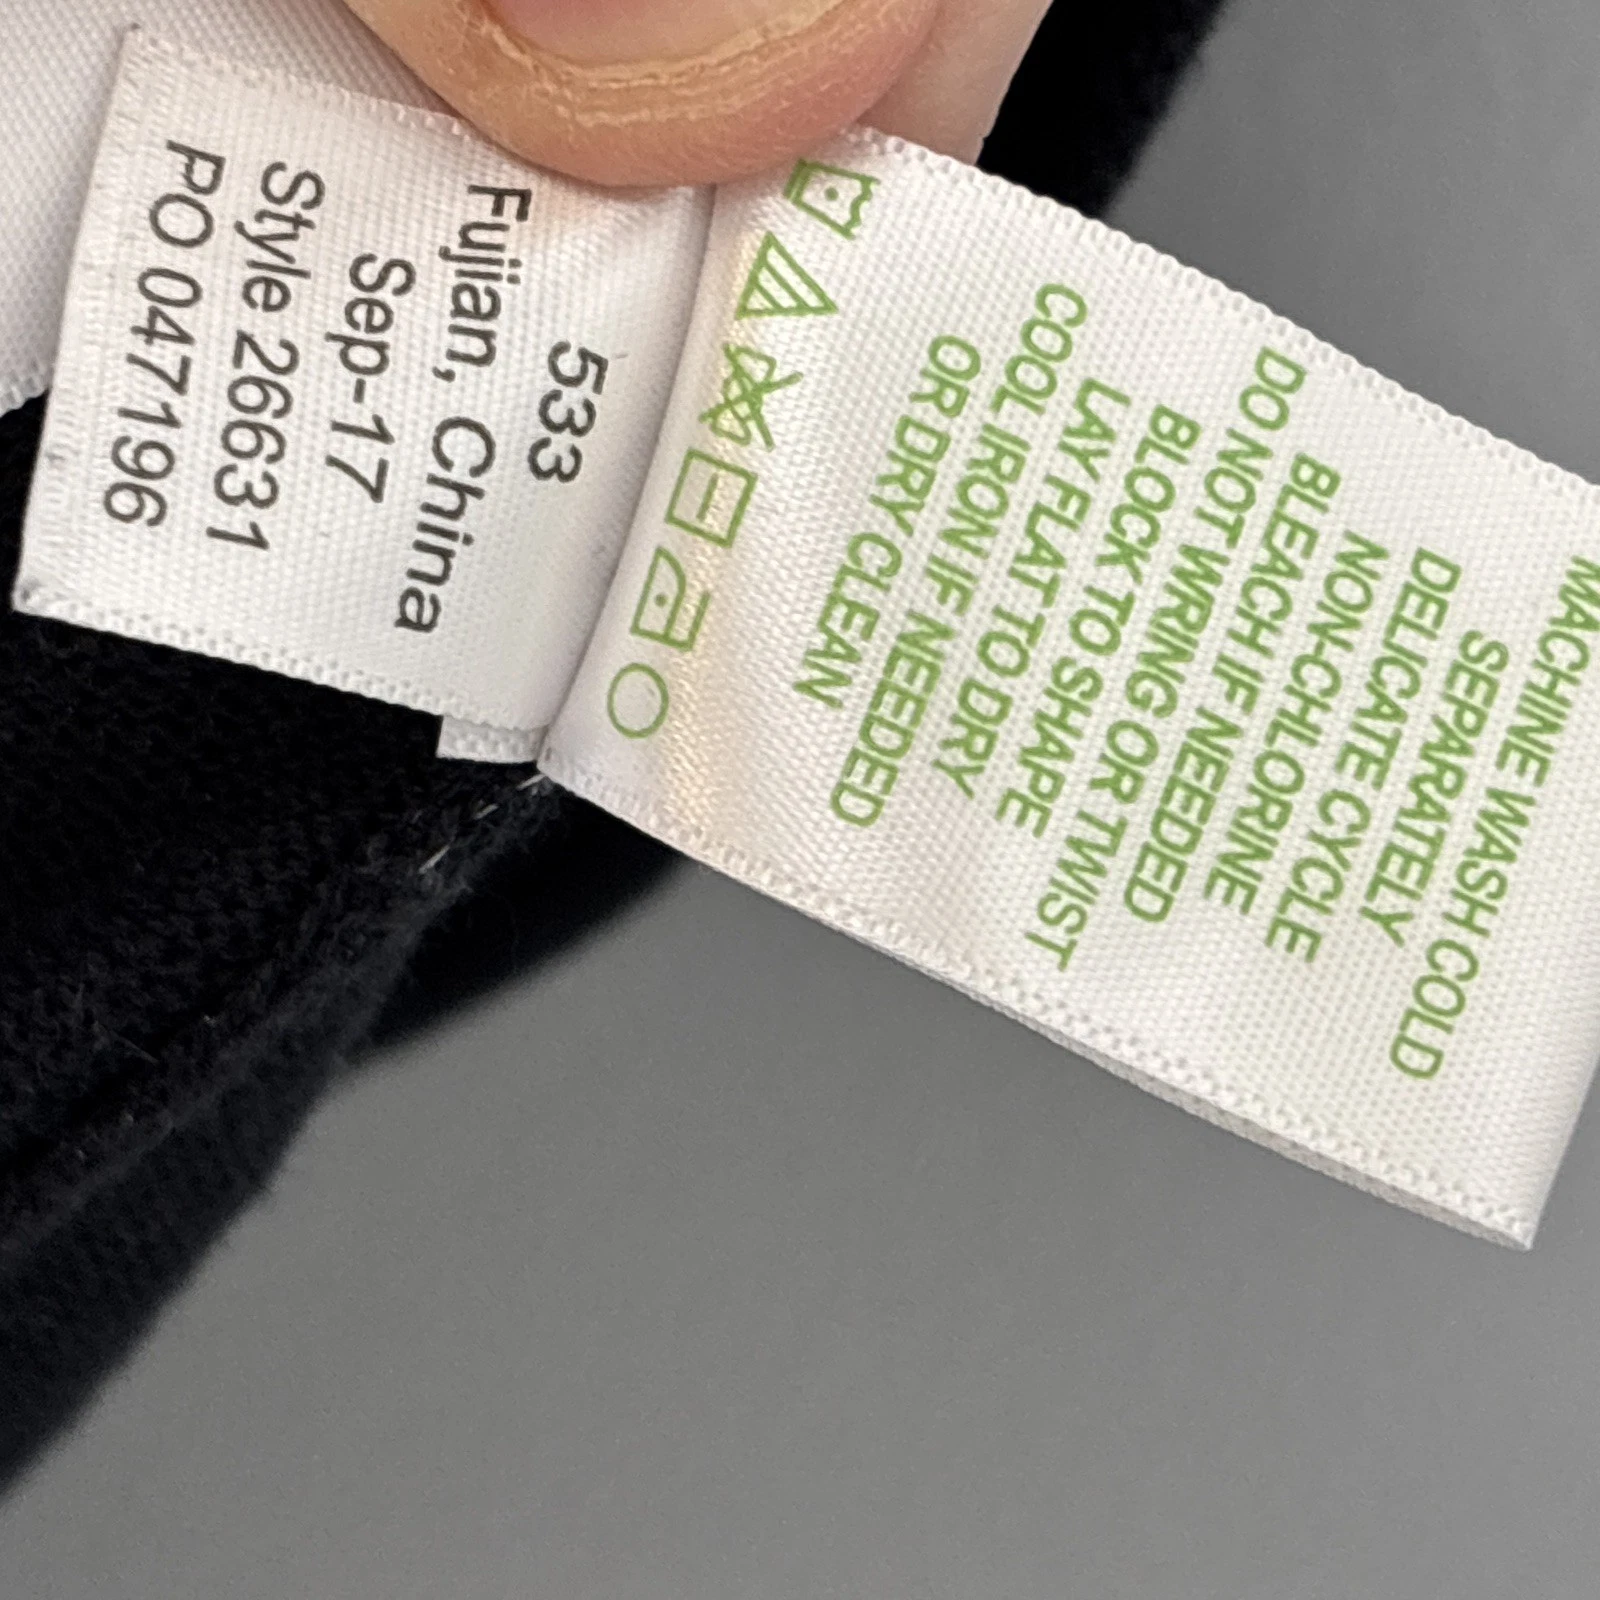 MACHINE WASH COLD
SEPARATELY
DELICATE CYCLE
NON-CHLORINE
BLEACH IF NEEDED
DO NOT WRING OR TWIST
BLOCK TO SHAPE
LAY FLAT TO DRY
COOL IRON IF NEEDED
OR DRY CLEAN
533
Fujian, China
Sep-17
Style 26631
PO 047196